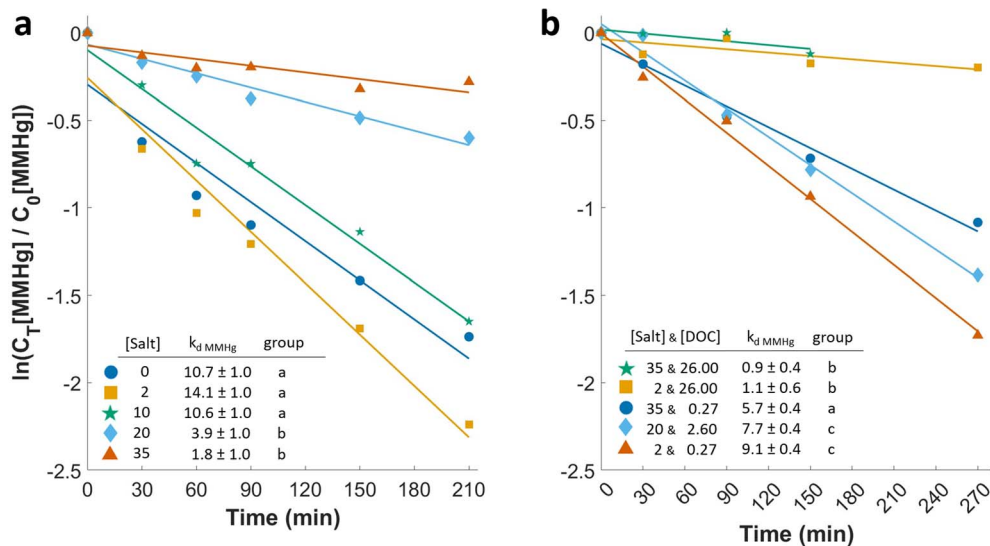 a
ln(C_T[MMHg] / C_0[MMHg])
0
-0.5
-1
-1.5
-2
-2.5
[Salt] k_d MMHg group
0 10.7 ± 1.0 a
2 14.1 ± 1.0 a
10 10.6 ± 1.0 a
20 3.9 ± 1.0 b
35 1.8 ± 1.0 b
0 30 60 90 120 150 180 210
Time (min)
b
0
-0.5
-1
-1.5
-2
-2.5
[Salt] & [DOC] k_d MMHg group
35 & 26.00 0.9 ± 0.4 b
2 & 26.00 1.1 ± 0.6 b
35 & 0.27 5.7 ± 0.4 a
20 & 2.60 7.7 ± 0.4 c
2 & 0.27 9.1 ± 0.4 c
0 30 60 90 120 150 180 210 240 270
Time (min)